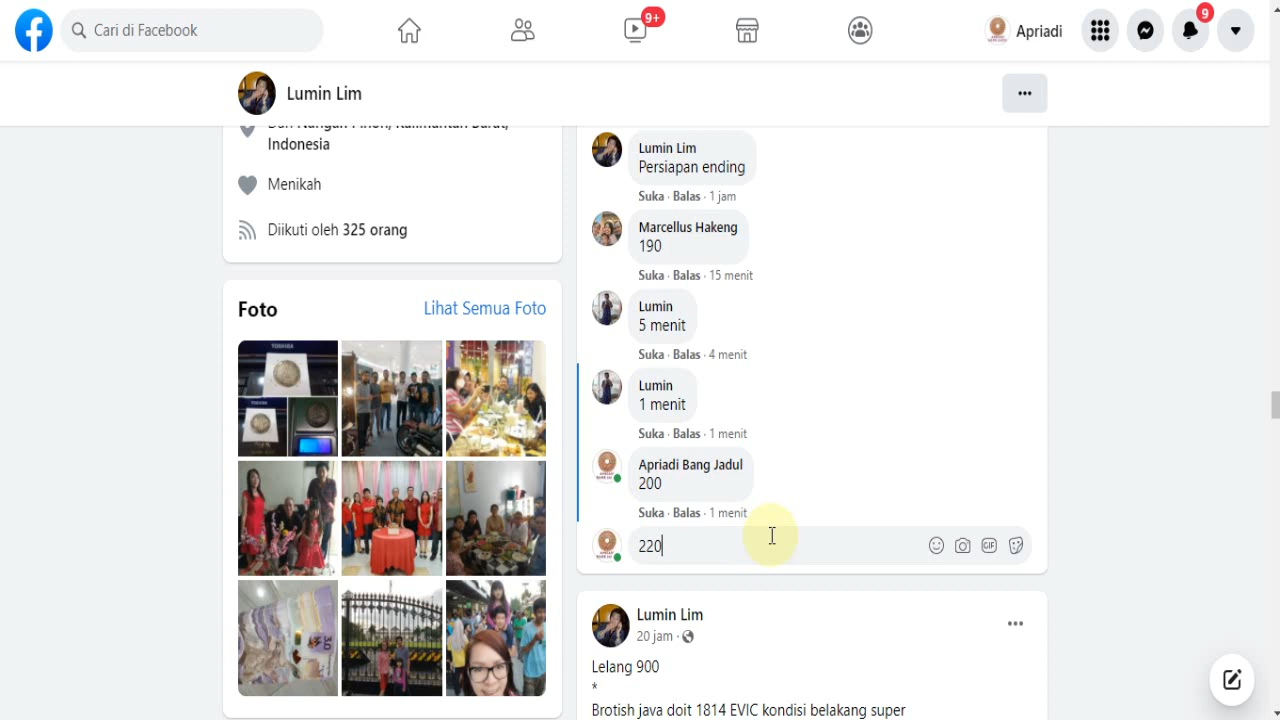 Cari di Facebook
9+
Apriadi
9
Lumin Lim
Indonesia
Menikah
Diikuti oleh 325 orang
Foto
Lihat Semua Foto
TOSHIBA
TOSHIBA
Lumin Lim
Persiapan ending
Suka · Balas · 1 jam
Marcellus Hakeng
190
Suka · Balas · 15 menit
Lumin
5 menit
Suka · Balas · 4 menit
Lumin
1 menit
Suka · Balas · 1 menit
Apriadi Bang Jadul
200
Suka · Balas · 1 menit
220
GIF
Lumin Lim
20 jam ·
Lelang 900
*
Brotish java doit 1814 EVIC kondisi belakang super